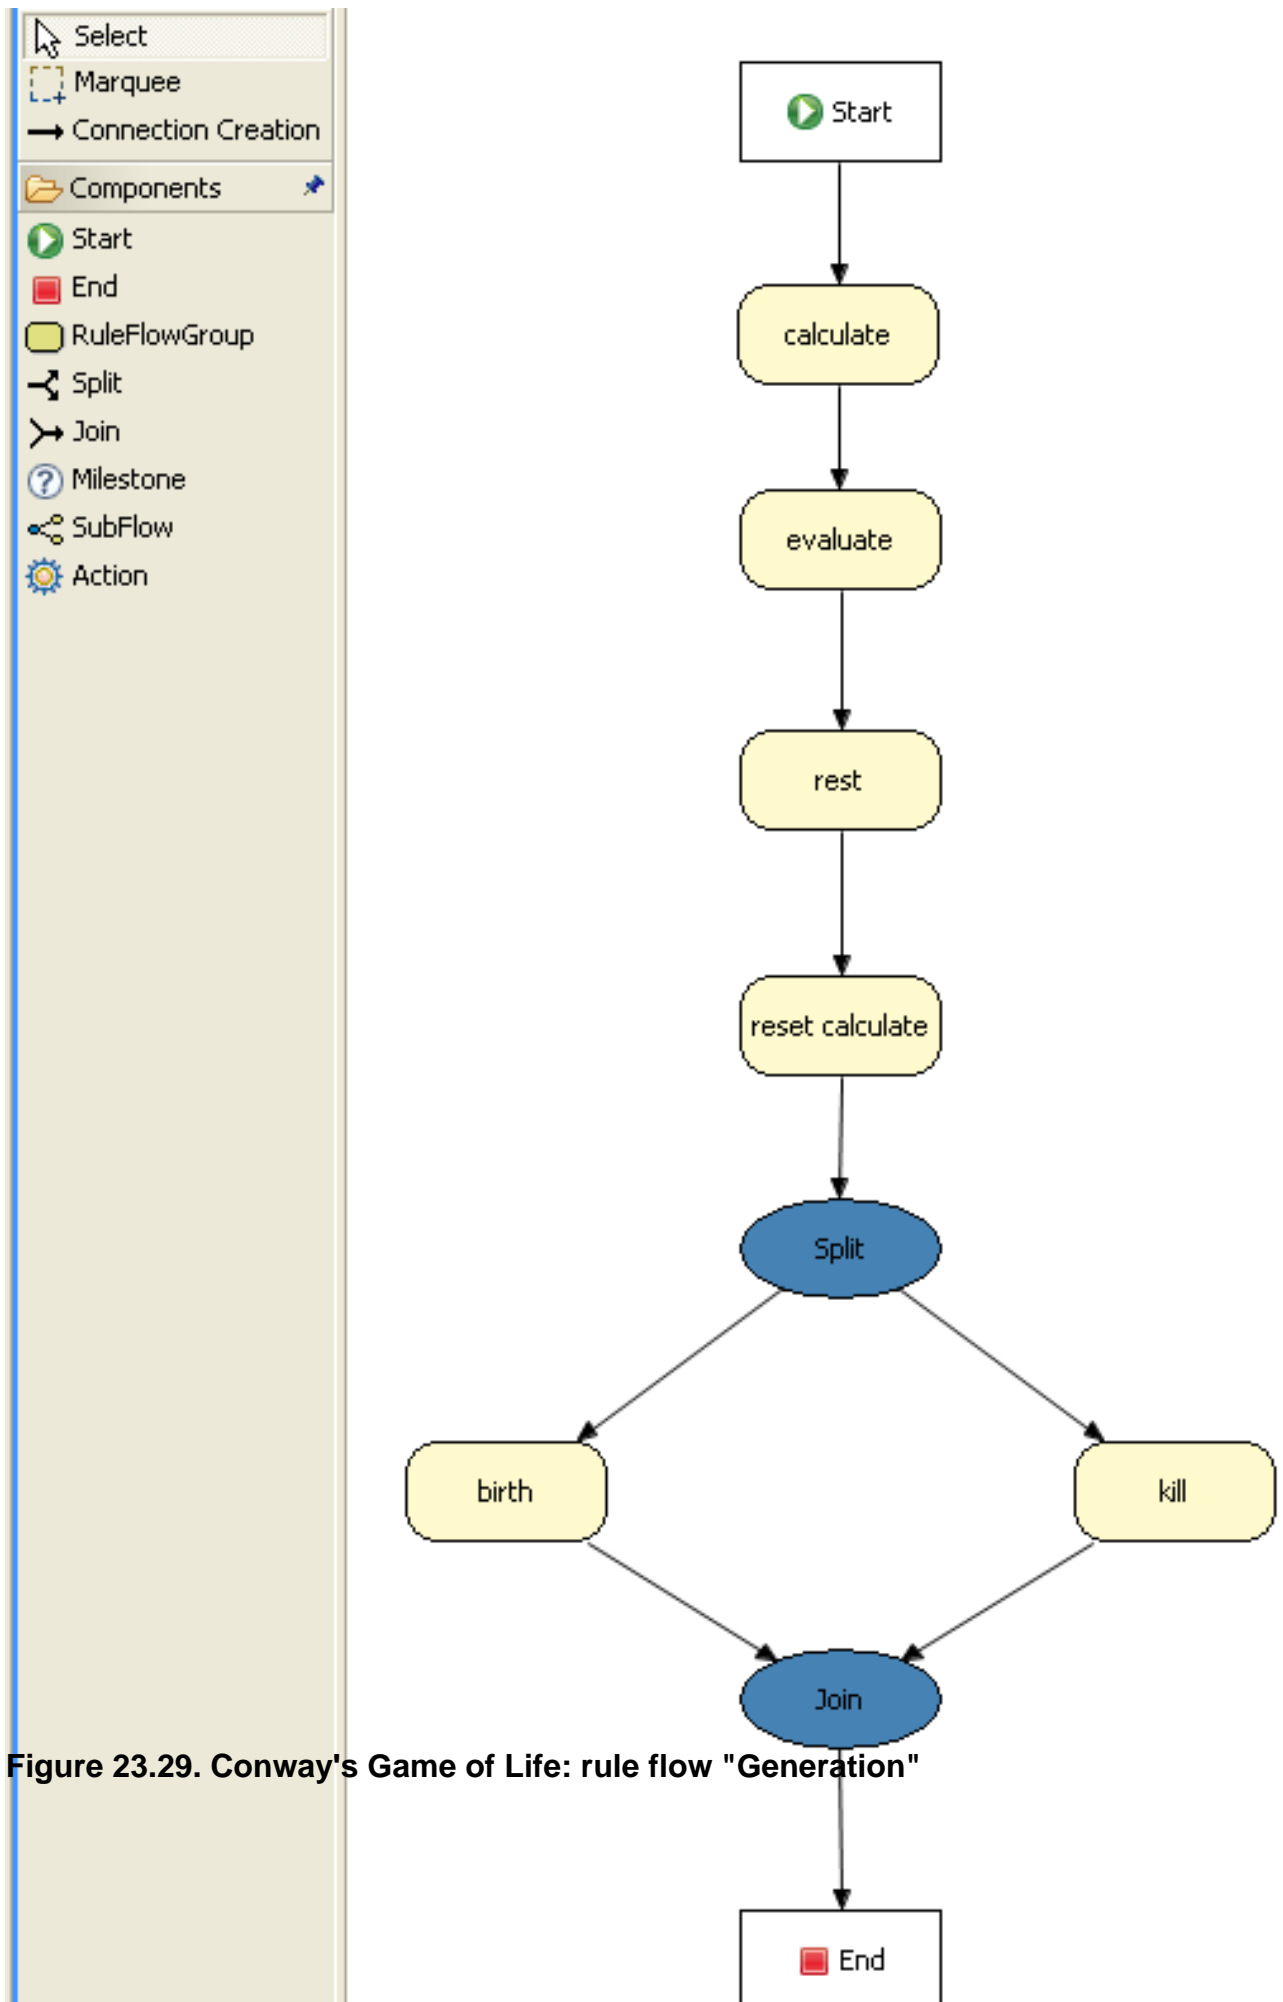 Select
Marquee
Connection Creation
Components
Start
End
RuleFlowGroup
Split
Join
Milestone
SubFlow
Action
Start
calculate
evaluate
rest
reset calculate
Split
birth
kill
Join
Figure 23.29. Conway's Game of Life: rule flow "Generation"
End